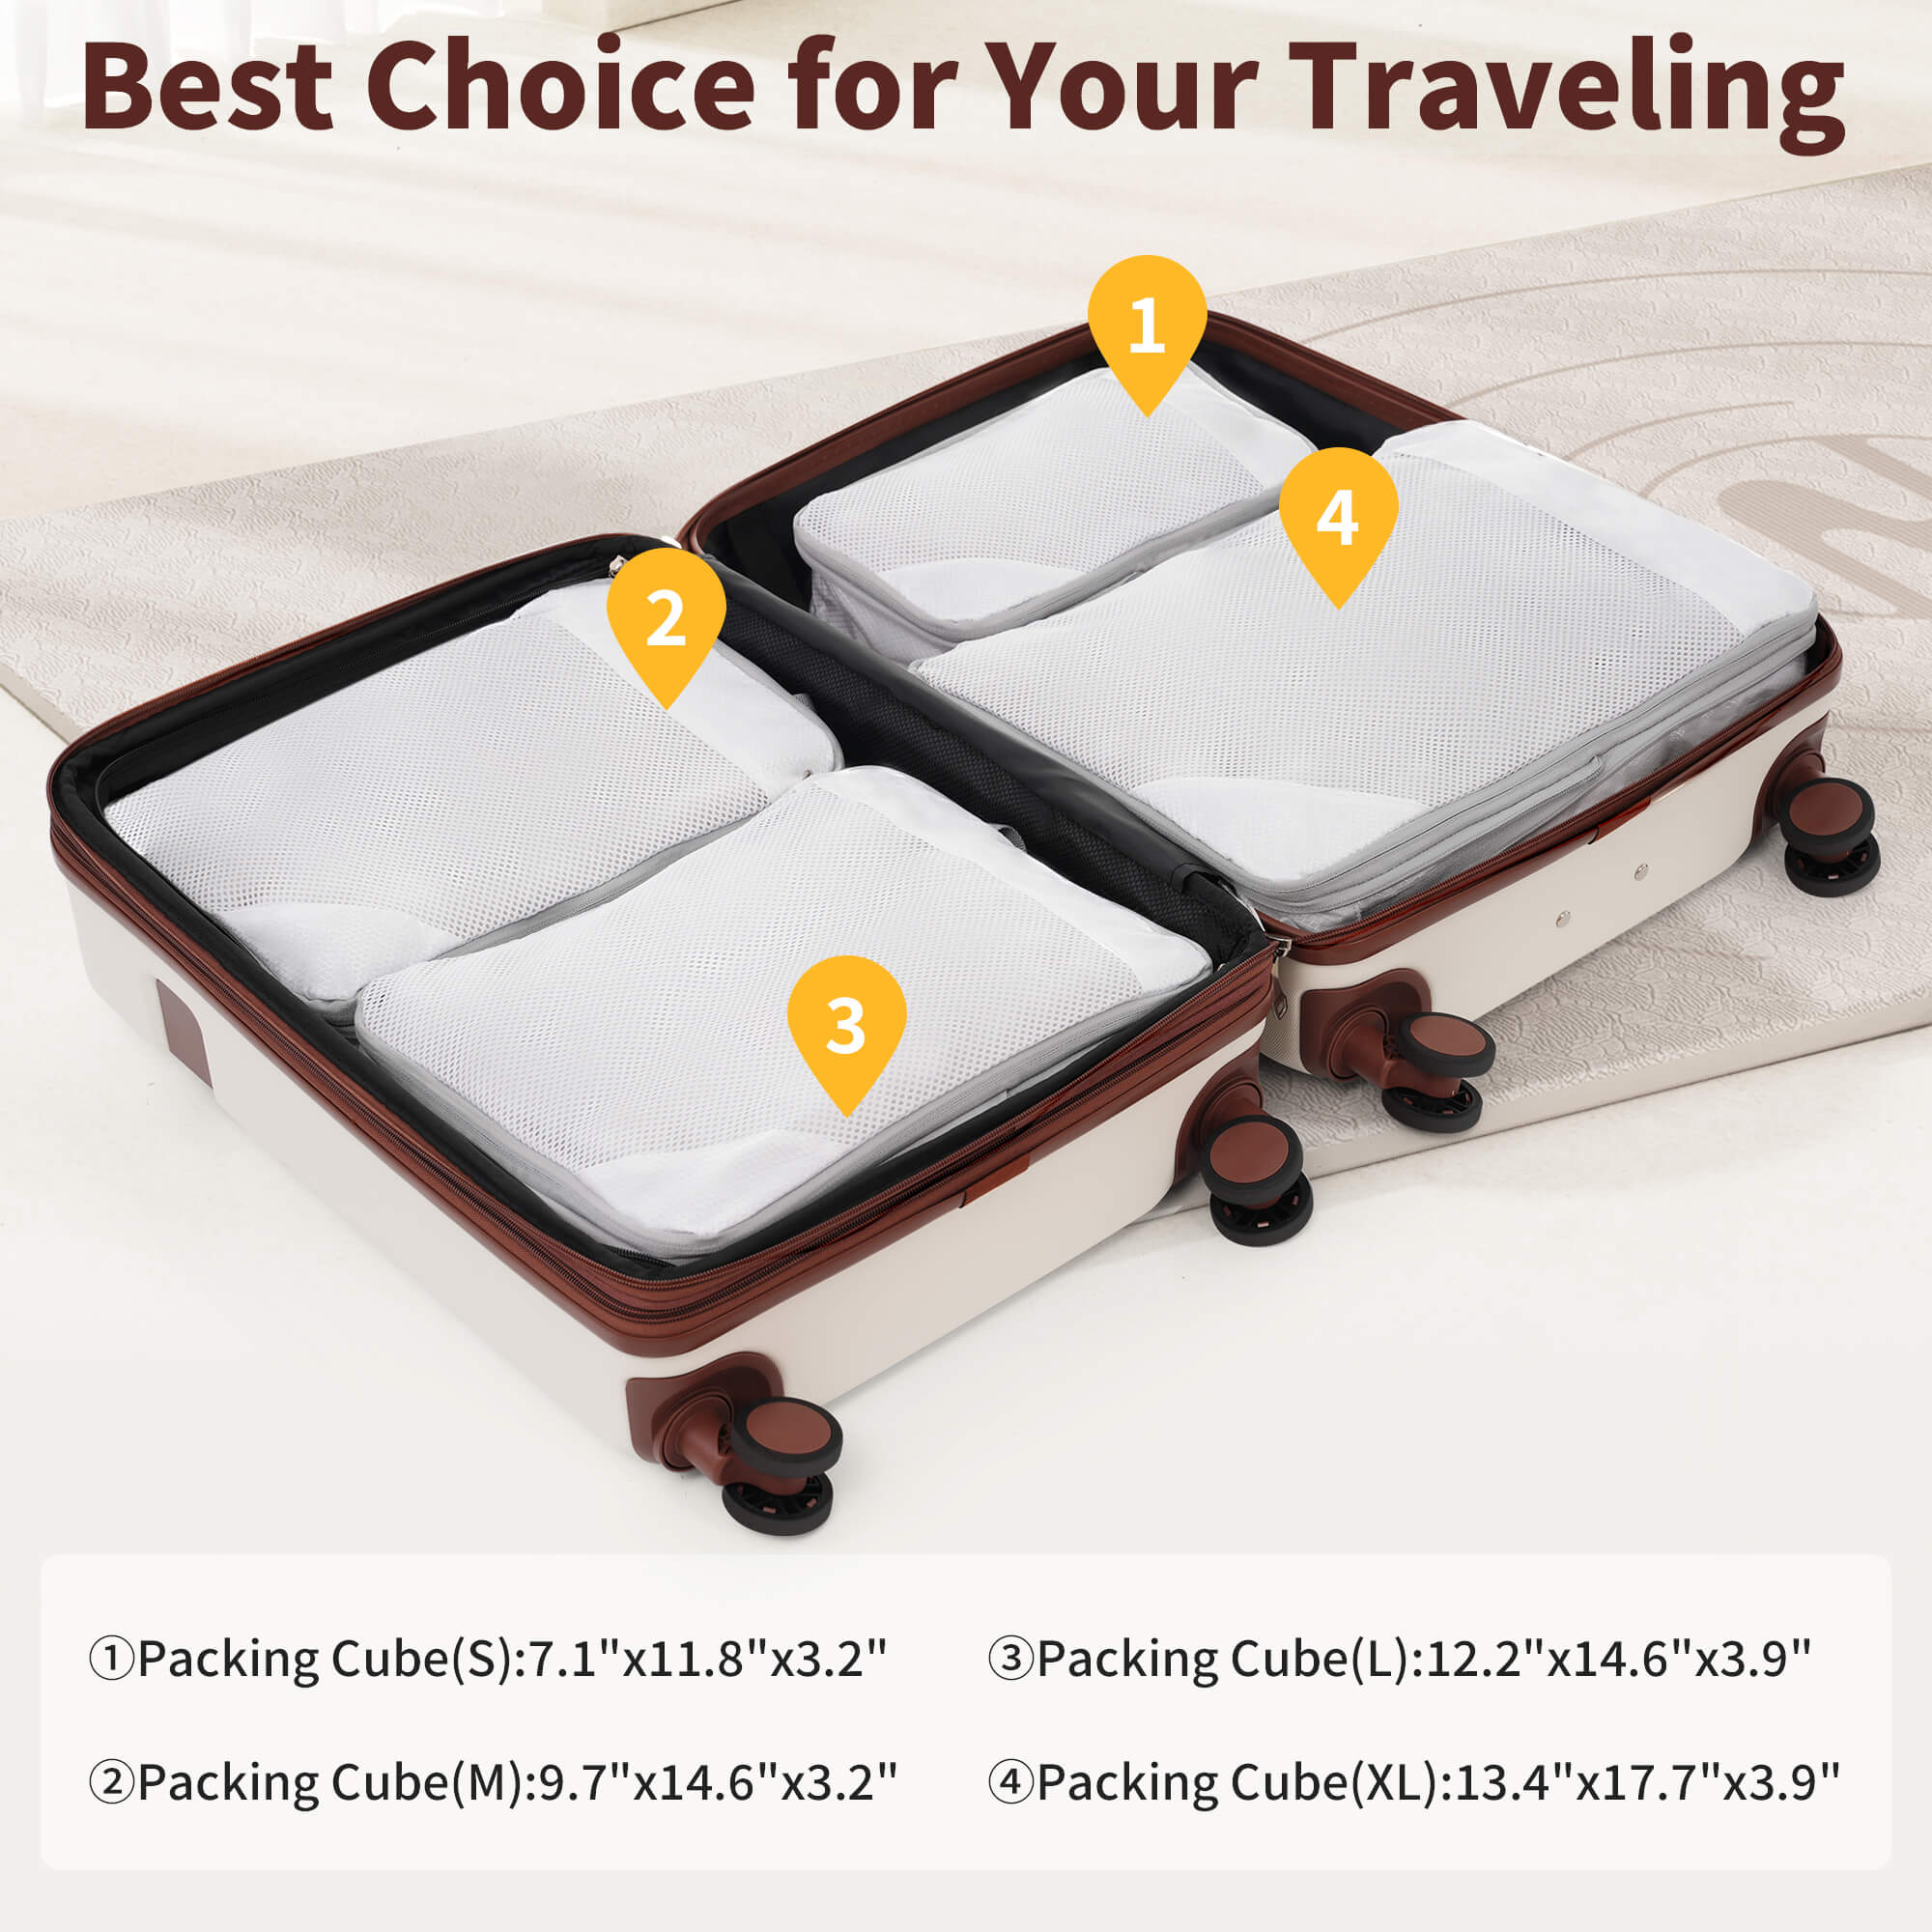 Best Choice for Your Traveling
1
4
2
3
①Packing Cube(S):7.1"x11.8"x3.2"
③Packing Cube(L):12.2"x14.6"x3.9"
②Packing Cube(M):9.7"x14.6"x3.2"
④Packing Cube(XL):13.4"x17.7"x3.9"